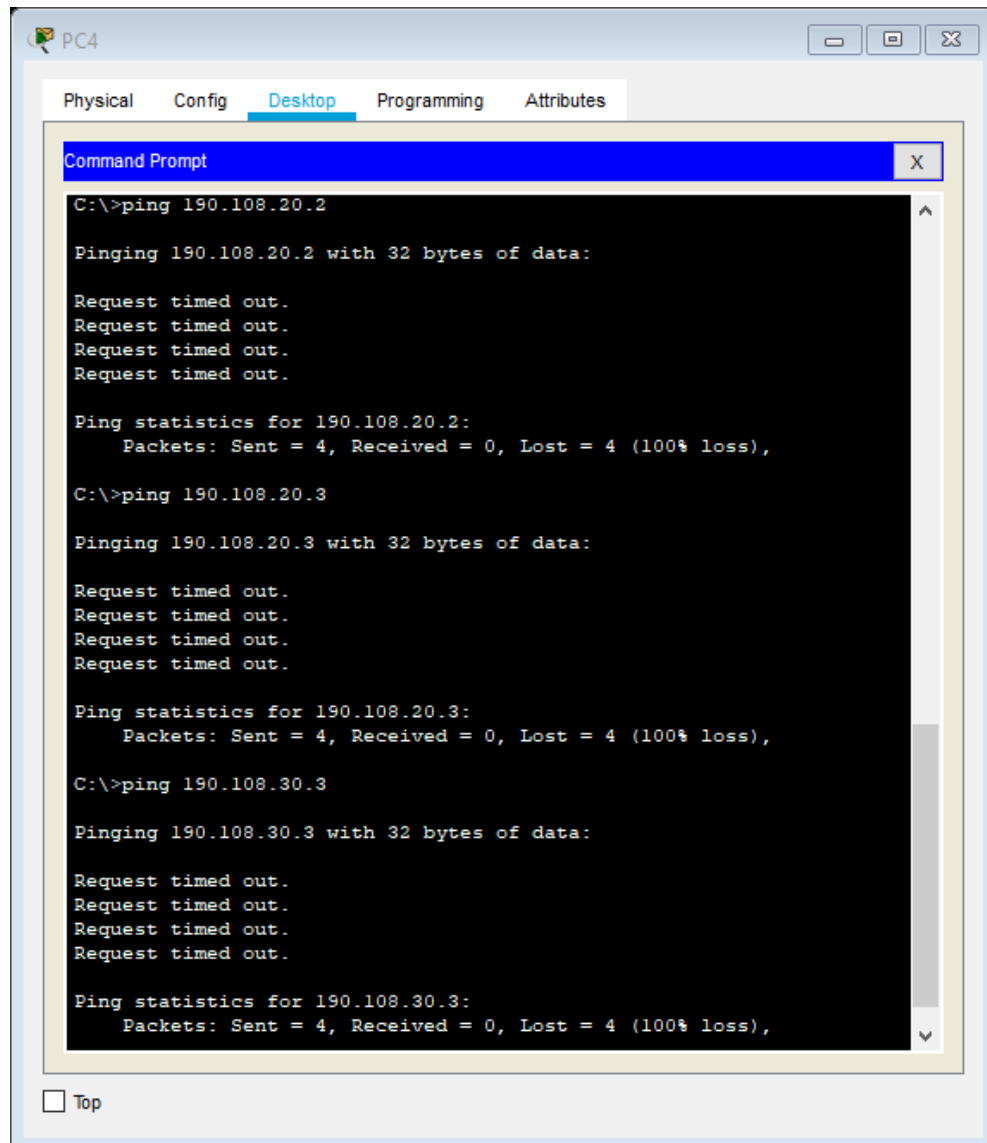 PC4
Physical Config Desktop Programming Attributes
Command Prompt X
C:\>ping 190.108.20.2
Pinging 190.108.20.2 with 32 bytes of data:
Request timed out.
Request timed out.
Request timed out.
Request timed out.
Ping statistics for 190.108.20.2:
Packets: Sent = 4, Received = 0, Lost = 4 (100% loss),
C:\>ping 190.108.20.3
Pinging 190.108.20.3 with 32 bytes of data:
Request timed out.
Request timed out.
Request timed out.
Request timed out.
Ping statistics for 190.108.20.3:
Packets: Sent = 4, Received = 0, Lost = 4 (100% loss),
C:\>ping 190.108.30.3
Pinging 190.108.30.3 with 32 bytes of data:
Request timed out.
Request timed out.
Request timed out.
Request timed out.
Ping statistics for 190.108.30.3:
Packets: Sent = 4, Received = 0, Lost = 4 (100% loss),
Top